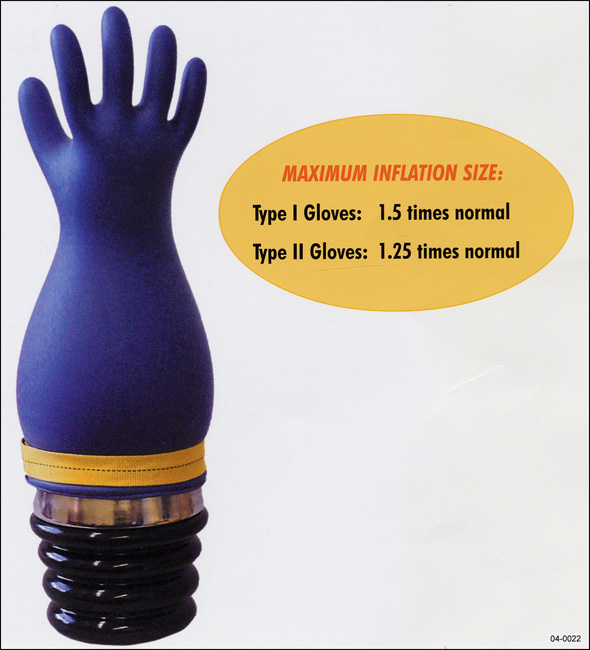 MAXIMUM INFLATION SIZE:
Type I Gloves: 1.5 times normal
Type II Gloves: 1.25 times normal
04-0022